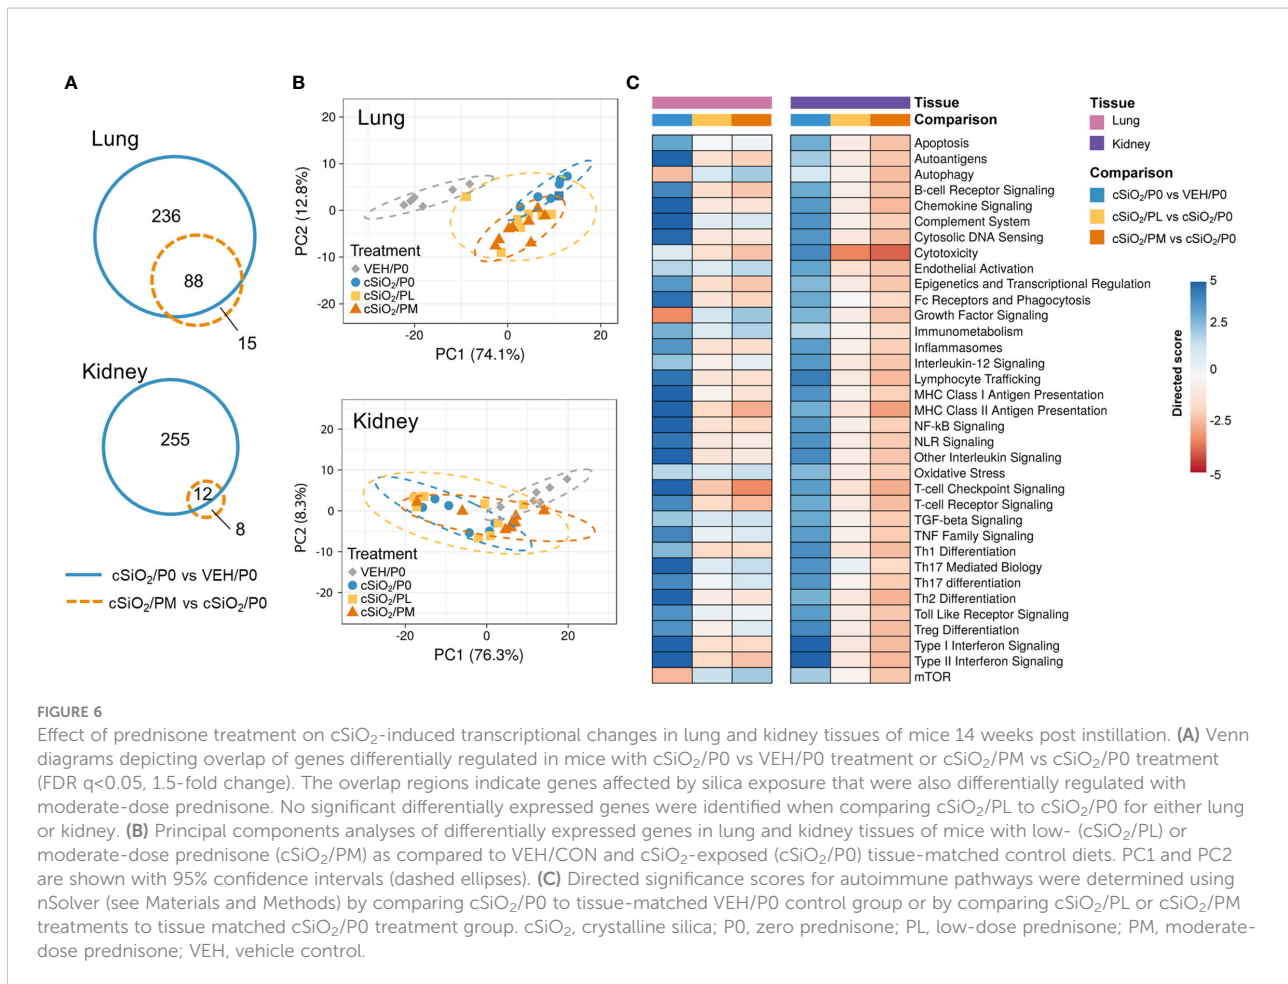 A
B
C
Lung
236
88
15
Kidney
255
12
8
cSiO₂/P0 vs VEH/P0
cSiO₂/PM vs cSiO₂/P0
20
10
0
-10
-20
PC2 (12.8%)
Lung
Treatment
VEH/P0
cSiO₂/P0
cSiO₂/PL
cSiO₂/PM
-20
0
20
PC1 (74.1%)
20
10
0
-10
-20
PC2 (8.3%)
Kidney
Treatment
VEH/P0
cSiO₂/P0
cSiO₂/PL
cSiO₂/PM
-20
0
20
PC1 (76.3%)
Tissue
Comparison
Apoptosis
Autoantigens
Autophagy
B-cell Receptor Signaling
Chemokine Signaling
Complement System
Cytosolic DNA Sensing
Cytotoxicity
Endothelial Activation
Epigenetics and Transcriptional Regulation
Fc Receptors and Phagocytosis
Growth Factor Signaling
Immunometabolism
Inflammasomes
Interleukin-12 Signaling
Lymphocyte Trafficking
MHC Class I Antigen Presentation
MHC Class II Antigen Presentation
NF-kB Signaling
NLR Signaling
Other Interleukin Signaling
Oxidative Stress
T-cell Checkpoint Signaling
T-cell Receptor Signaling
TGF-beta Signaling
TNF Family Signaling
Th1 Differentiation
Th17 Mediated Biology
Th17 differentiation
Th2 Differentiation
Toll Like Receptor Signaling
Treg Differentiation
Type I Interferon Signaling
Type II Interferon Signaling
mTOR
Tissue
Lung
Kidney
Comparison
cSiO₂/P0 vs VEH/P0
cSiO₂/PL vs cSiO₂/P0
cSiO₂/PM vs cSiO₂/P0
Directed score
5
2.5
0
-2.5
-5
FIGURE 6
Effect of prednisone treatment on cSiO₂-induced transcriptional changes in lung and kidney tissues of mice 14 weeks post instillation. (A) Venn
diagrams depicting overlap of genes differentially regulated in mice with cSiO₂/P0 vs VEH/P0 treatment or cSiO₂/PM vs cSiO₂/P0 treatment
(FDR q<0.05, 1.5-fold change). The overlap regions indicate genes affected by silica exposure that were also differentially regulated with
moderate-dose prednisone. No significant differentially expressed genes were identified when comparing cSiO₂/PL to cSiO₂/P0 for either lung
or kidney. (B) Principal components analyses of differentially expressed genes in lung and kidney tissues of mice with low- (cSiO₂/PL) or
moderate-dose prednisone (cSiO₂/PM) as compared to VEH/CON and cSiO₂-exposed (cSiO₂/P0) tissue-matched control diets. PC1 and PC2
are shown with 95% confidence intervals (dashed ellipses). (C) Directed significance scores for autoimmune pathways were determined using
nSolver (see Materials and Methods) by comparing cSiO₂/P0 to tissue-matched VEH/P0 control group or by comparing cSiO₂/PL or cSiO₂/PM
treatments to tissue matched cSiO₂/P0 treatment group. cSiO₂, crystalline silica; P0, zero prednisone; PL, low-dose prednisone; PM, moderate-
dose prednisone; VEH, vehicle control.